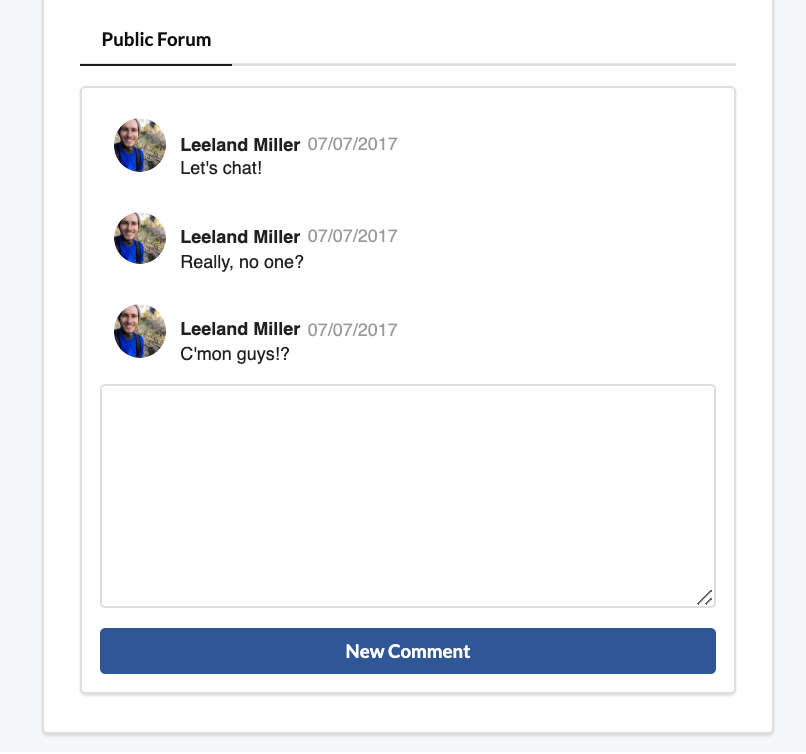 Public Forum
Leeland Miller 07/07/2017
Let's chat!
Leeland Miller 07/07/2017
Really, no one?
Leeland Miller 07/07/2017
C'mon guys!?
New Comment